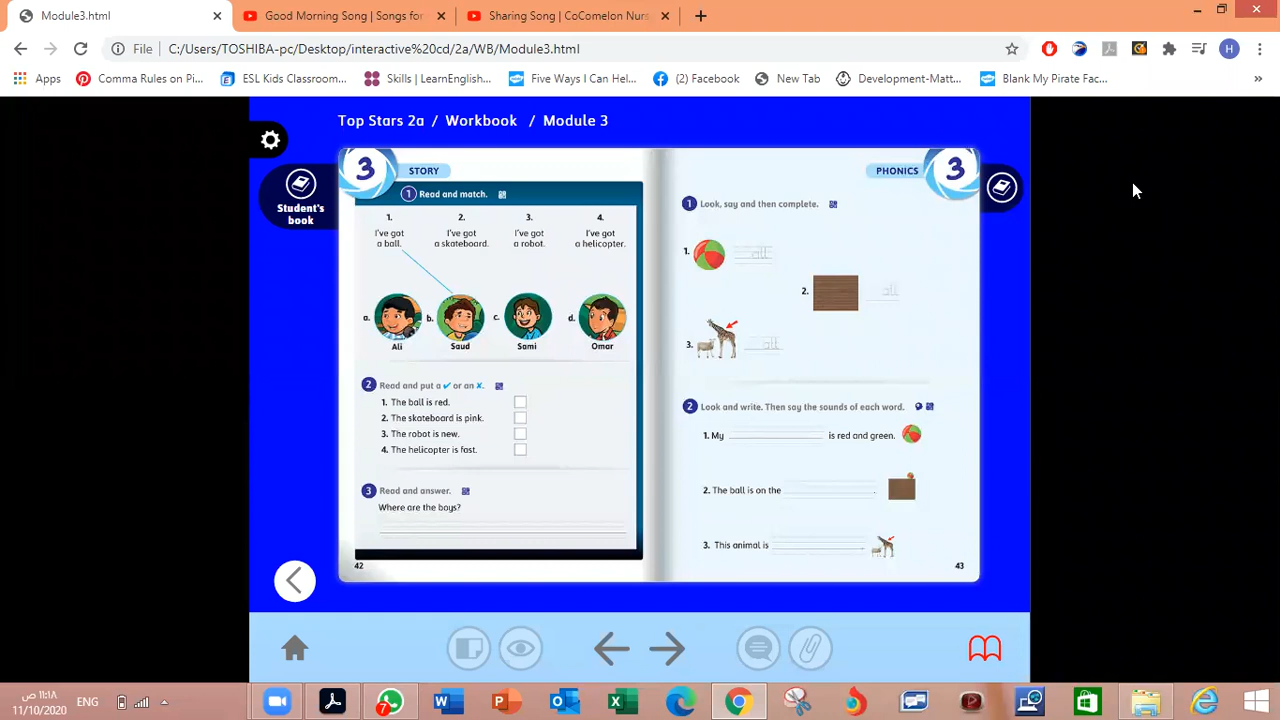 Module3.html
Good Morning Song | Songs for
Sharing Song | CoComelon Nurs
File
C:/Users/TOSHIBA-pc/Desktop/interactive%20cd/2a/WB/Module3.html
H
Apps
Comma Rules on Pi...
ESL Kids Classroom...
Skills | LearnEnglish...
Five Ways I Can Hel...
(2) Facebook
New Tab
Development-Matt...
Blank My Pirate Fac...
»
Top Stars 2a / Workbook / Module 3
Student's
book
3
STORY
1 Read and match.
1.
2.
3.
4.
I've got
a ball.
I've got
a skateboard.
I've got
a robot.
I've got
a helicopter.
a.
b.
c.
d.
Ali
Saud
Sami
Omar
2 Read and put a ✔ or an ✘.
1. The ball is red.
2. The skateboard is pink.
3. The robot is new.
4. The helicopter is fast.
3 Read and answer.
Where are the boys?
42
PHONICS
3
1 Look, say and then complete.
1. all
2. all
3. all
2 Look and write. Then say the sounds of each word.
1. My is red and green.
2. The ball is on the .
3. This animal is .
43
7
ENG
١١:١٨ ص
11/10/2020